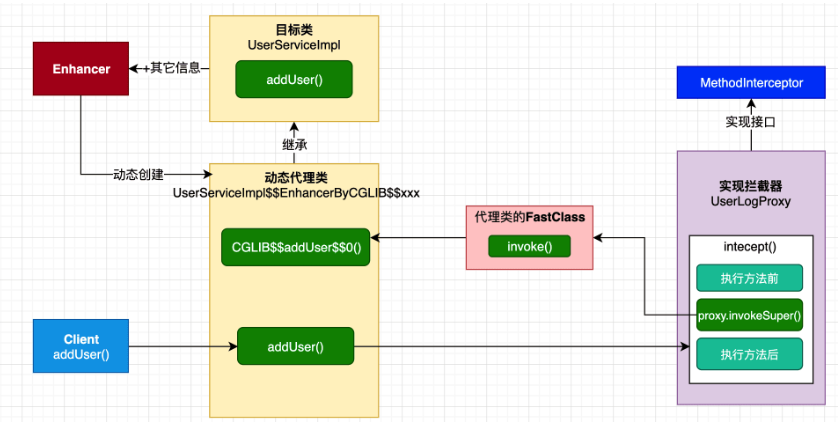 目标类
UserServiceImpl
addUser()
Enhancer
+其它信息
MethodInterceptor
实现接口
继承
动态创建
动态代理类
UserServiceImpl$$EnhancerByCGLIB$$xxx
CGLIB$$addUser$$0()
代理类的FastClass
invoke()
实现拦截器
UserLogProxy
intecept()
执行方法前
proxy.invokeSuper()
执行方法后
Client
addUser()
addUser()